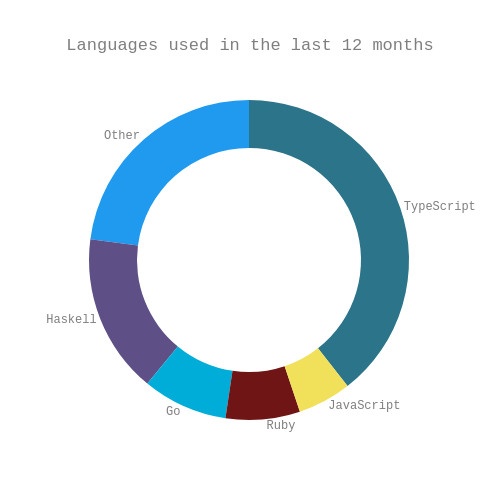 Languages used in the last 12 months
Other
TypeScript
Haskell
JavaScript
Go
Ruby